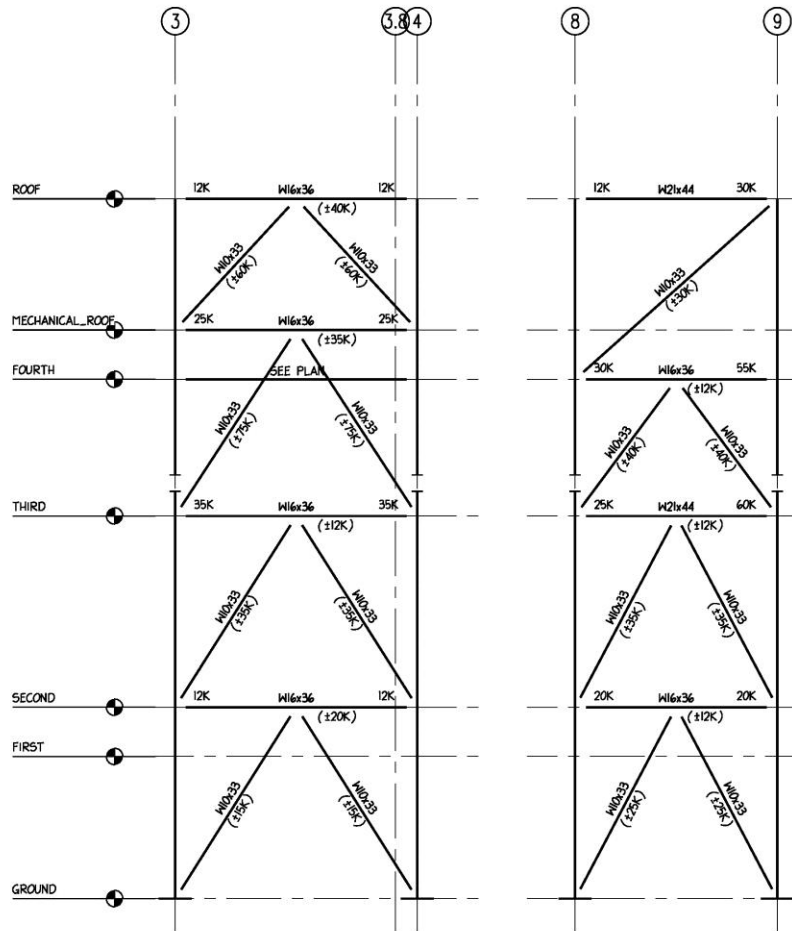 3
3.8
4
8
9
ROOF
12K W16x36 12K
(±40K)
12K W21x44 30K
W10x33
(±60K)
W10x33
(±60K)
W10x33
(±30K)
MECHANICAL_ROOF
25K W16x36 25K
(±35K)
FOURTH
SEE PLAN
30K W16x36 55K
(±12K)
W10x33
(±75K)
W10x33
(±75K)
W10x33
(±40K)
W10x33
(±40K)
THIRD
35K W16x36 35K
(±12K)
25K W21x44 60K
(±12K)
W10x33
(±35K)
W10x33
(±35K)
W10x33
(±35K)
W10x33
(±35K)
SECOND
12K W16x36 12K
(±20K)
20K W16x36 20K
(±12K)
FIRST
W10x33
(±15K)
W10x33
(±15K)
W10x33
(±25K)
W10x33
(±25K)
GROUND